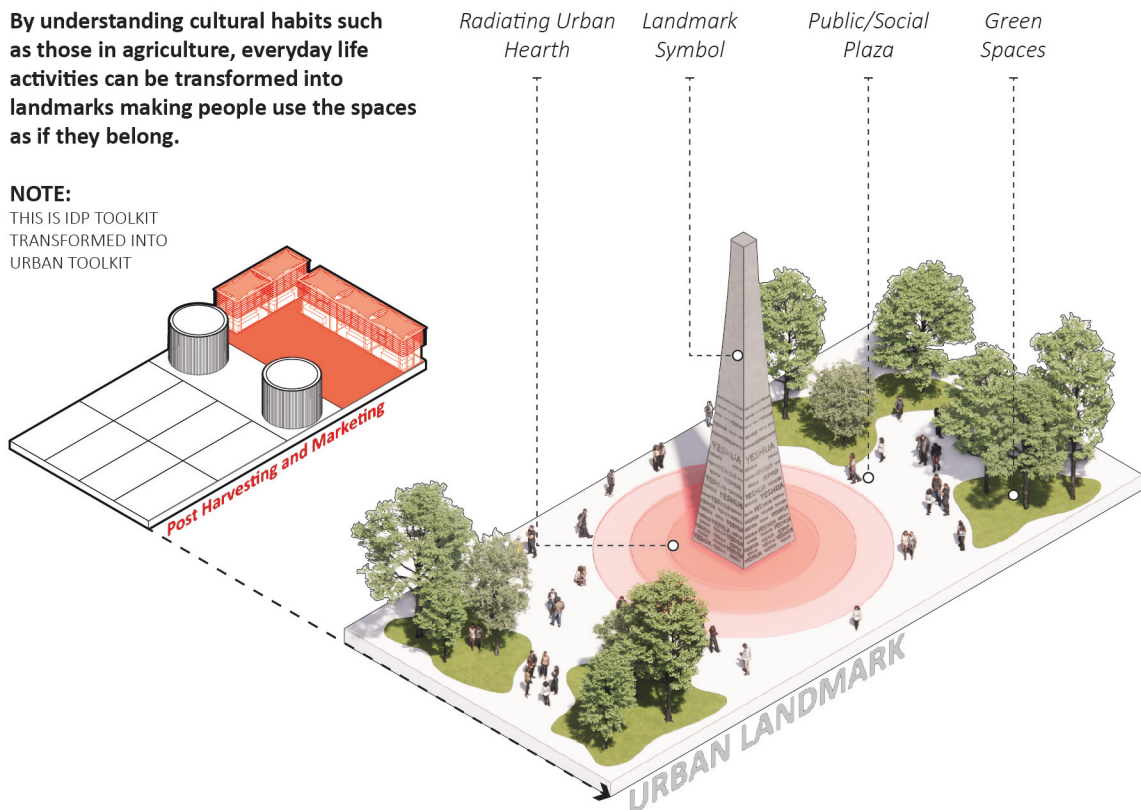 By understanding cultural habits such
as those in agriculture, everyday life
activities can be transformed into
landmarks making people use the spaces
as if they belong.
NOTE:
THIS IS IDP TOOLKIT
TRANSFORMED INTO
URBAN TOOLKIT
Radiating Urban
Hearth
Landmark
Symbol
Public/Social
Plaza
Green
Spaces
Post Harvesting and Marketing
YESHUA YESHUA
YESHUA
YESHUA
URBAN LANDMARK